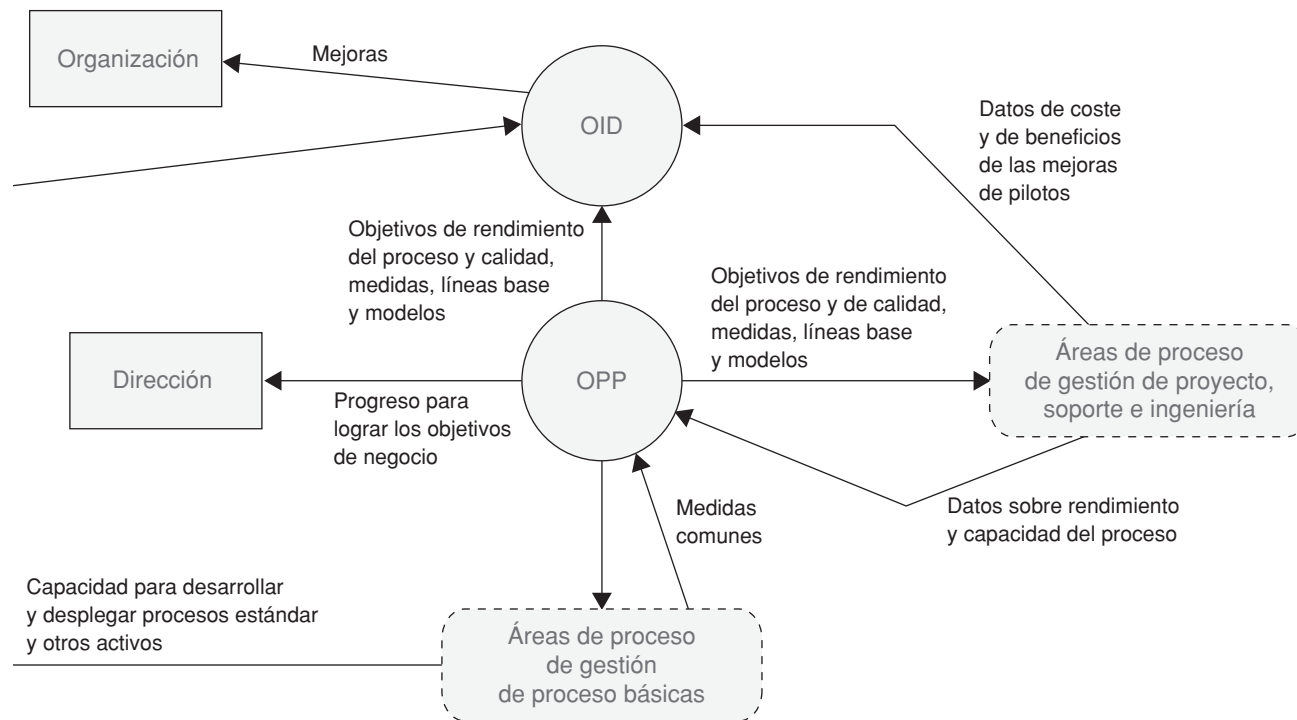 Organización
Mejoras
OID
Datos de coste
y de beneficios
de las mejoras
de pilotos
Objetivos de rendimiento
del proceso y calidad,
medidas, líneas base
y modelos
Objetivos de rendimiento
del proceso y de calidad,
medidas, líneas base
y modelos
Dirección
OPP
Áreas de proceso
de gestión de proyecto,
soporte e ingeniería
Progreso para
lograr los objetivos
de negocio
Medidas
comunes
Datos sobre rendimiento
y capacidad del proceso
Capacidad para desarrollar
y desplegar procesos estándar
y otros activos
Áreas de proceso
de gestión
de proceso básicas